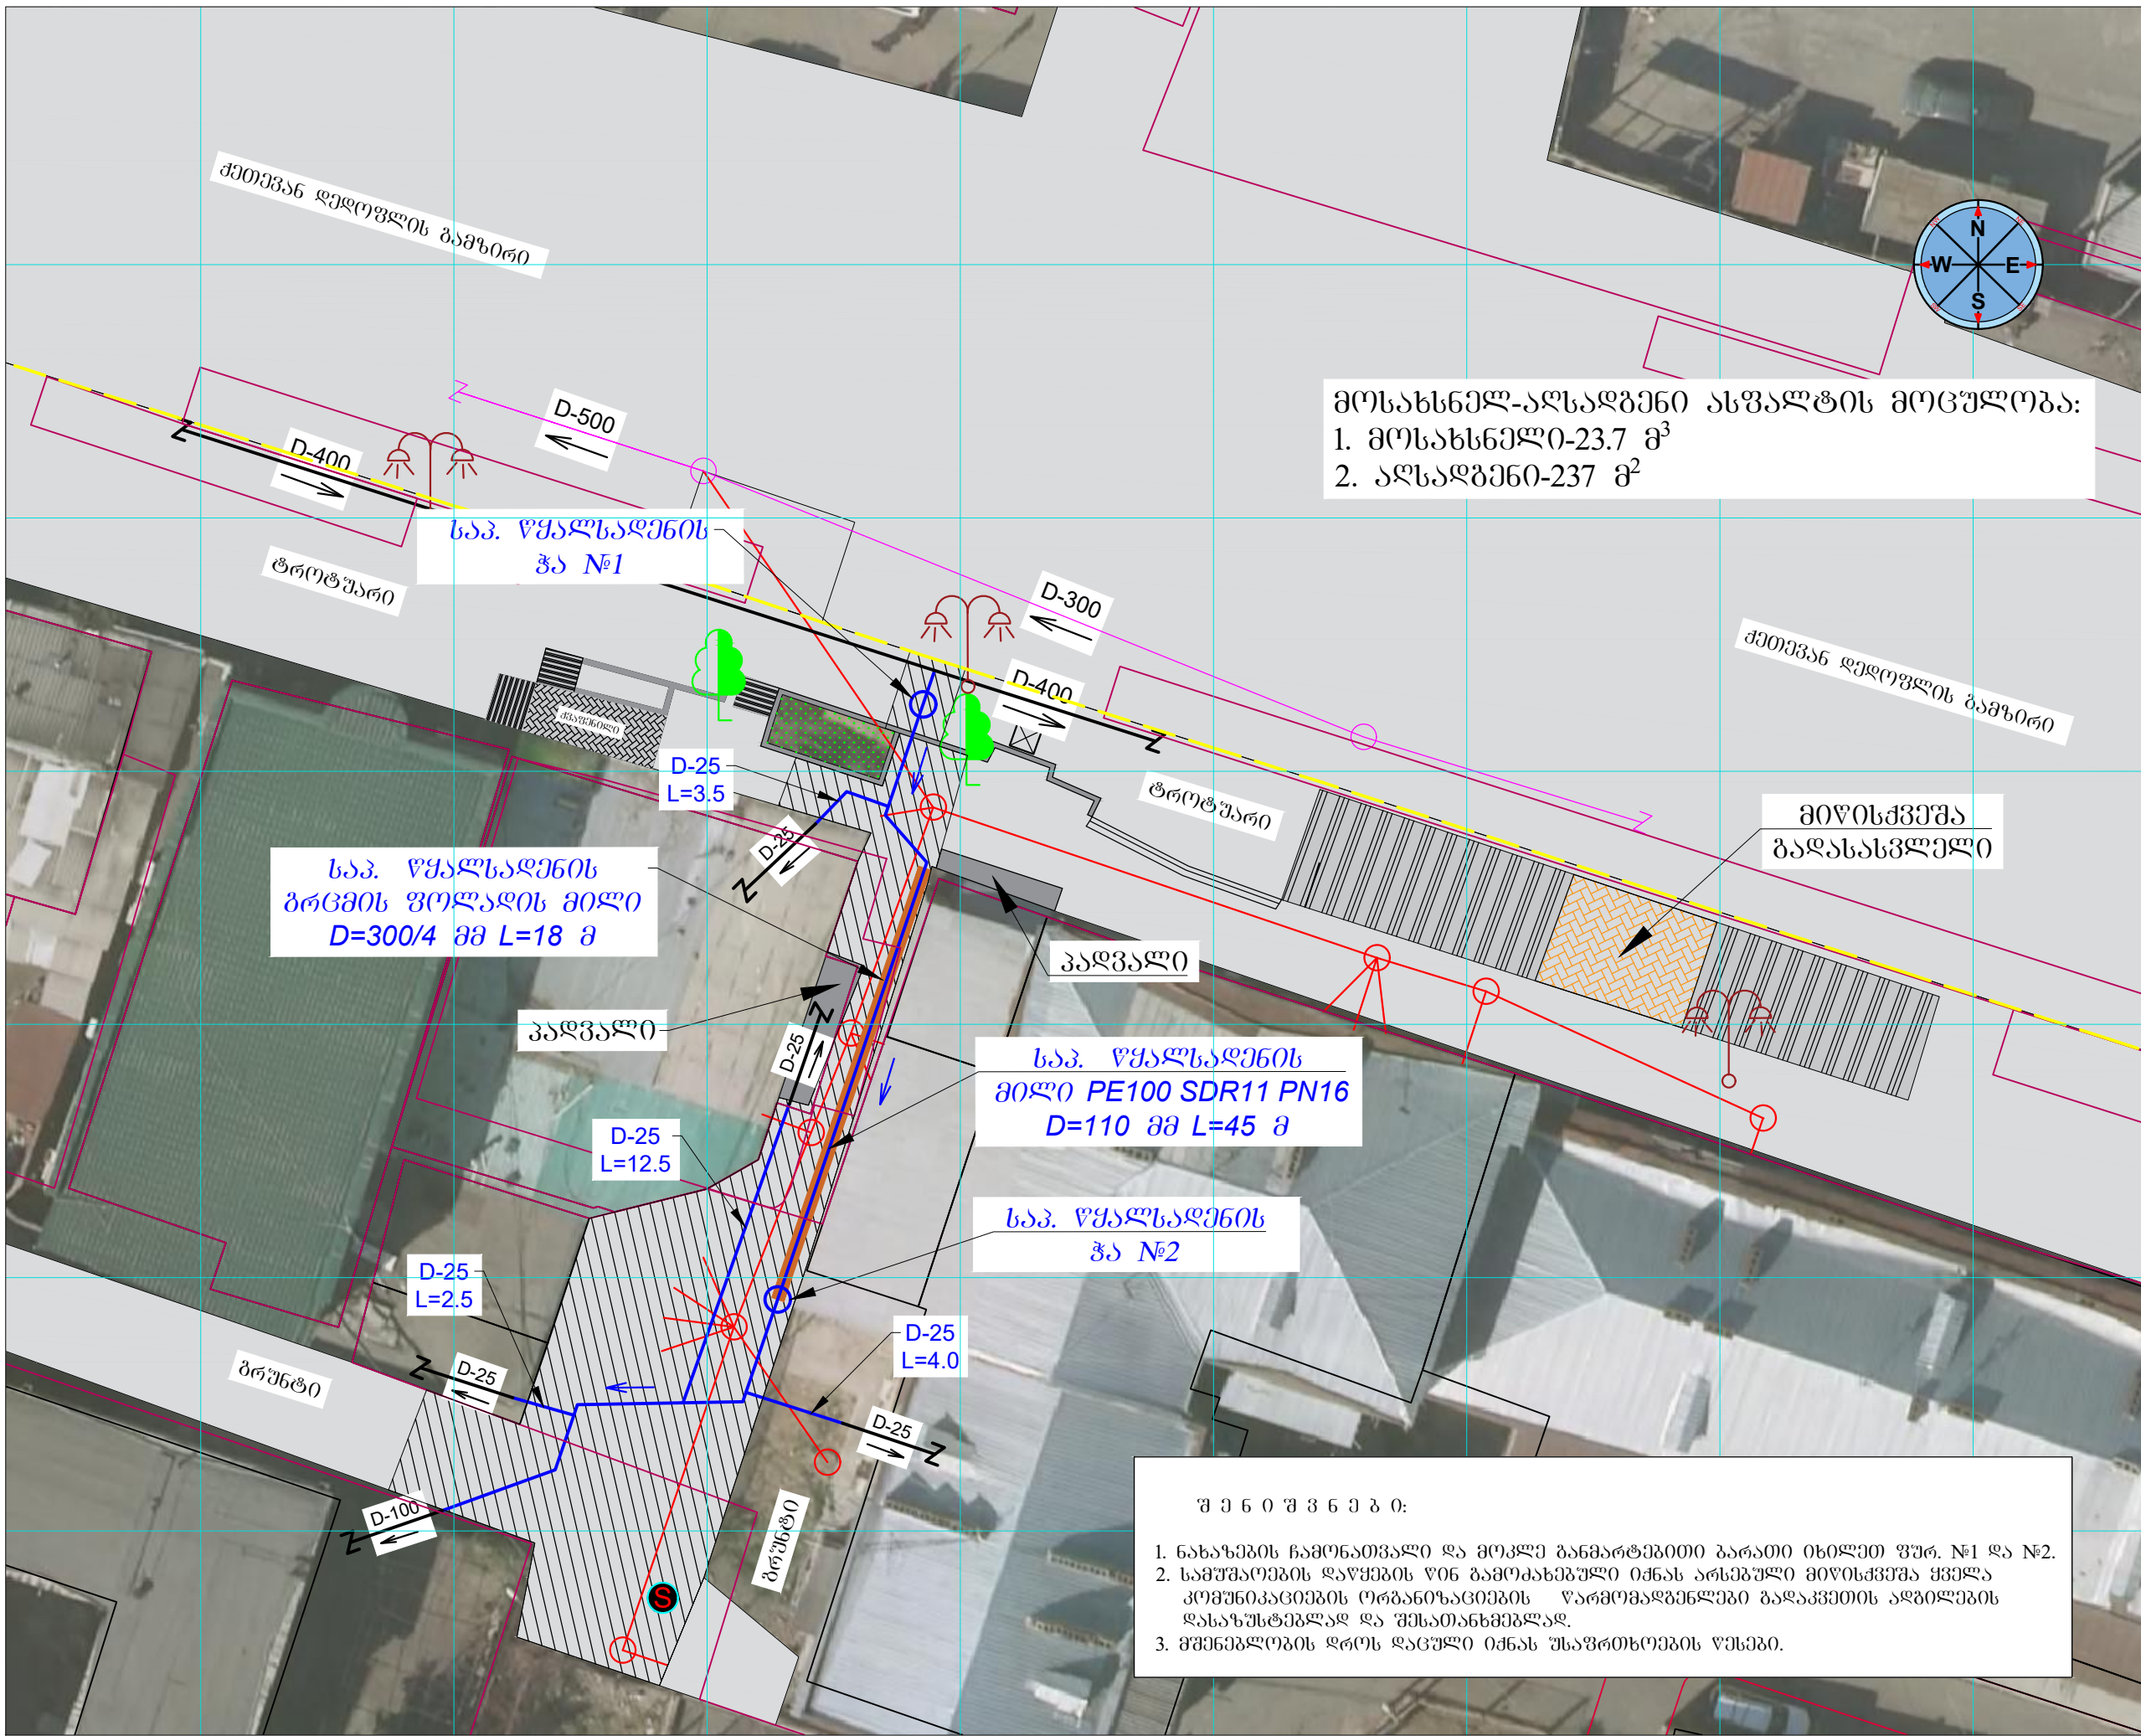 ქეთევან დედოფლის გამზირი
N
W
E
S
D-500
D-400
მოსახსნელ-აღსადგენი ასფალტის მოცულობა:
1. მოსახსნელი-23.7 მ³
2. აღსადგენი-237 მ²
საპ. წყალსადენის
ჭა №1
ტროტუარი
D-300
D-400
ქეთევან დედოფლის გამზირი
ქვაფენილი
D-25
L=3.5
ტროტუარი
მიწისქვეშა
გადასასვლელი
D-25
საპ. წყალსადენის
გრცმის ფოლადის მილი
D=300/4 მმ L=18 მ
პადვალი
პადვალი
D-25
საპ. წყალსადენის
მილი PE100 SDR11 PN16
D=110 მმ L=45 მ
D-25
L=12.5
საპ. წყალსადენის
ჭა №2
D-25
L=2.5
D-25
L=4.0
გრუნტი
D-25
D-25
D-100
გრუნტი
S
შ ე ნ ი შ ვ ნ ე ბ ი:
1. ნახაზების ჩამონათვალი და მოკლე განმარტებითი ბარათი იხილეთ ფურ. №1 და №2.
2. სამუშაოების დაწყების წინ გამოძახებული იქნას არსებული მიწისქვეშა ყველა
კომუნიკაციების ორგანიზაციების წარმომადგენლები გადაკვეთის ადგილების
დასაზუსტებლად და შესათანხმებლად.
3. მშენებლობის დროს დაცული იქნას უსაფრთხოების წესები.